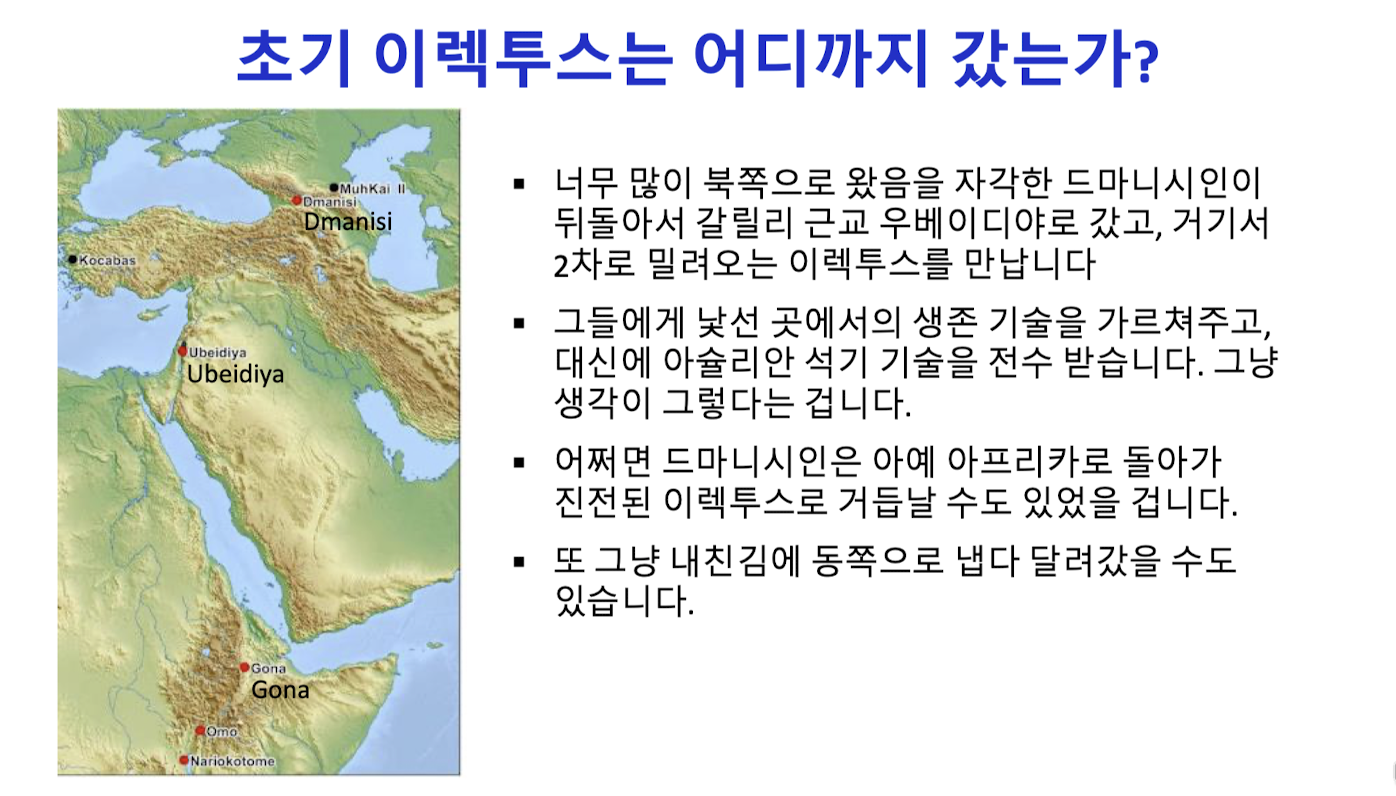 초기 이렉투스는 어디까지 갔는가?
MuhKai II
Dmanisi
Dmanisi
Kocabas
Ubeidiya
Ubeidiya
Gona
Gona
Omo
Nariokotome
▪ 너무 많이 북쪽으로 왔음을 자각한 드마니시인이
뒤돌아서 갈릴리 근교 우베이디야로 갔고, 거기서
2차로 밀려오는 이렉투스를 만납니다
▪ 그들에게 낯선 곳에서의 생존 기술을 가르쳐주고,
대신에 아슐리안 석기 기술을 전수 받습니다. 그냥
생각이 그렇다는 겁니다.
▪ 어쩌면 드마니시인은 아예 아프리카로 돌아가
진전된 이렉투스로 거듭날 수도 있었을 겁니다.
▪ 또 그냥 내친김에 동쪽으로 냅다 달려갔을 수도
있습니다.